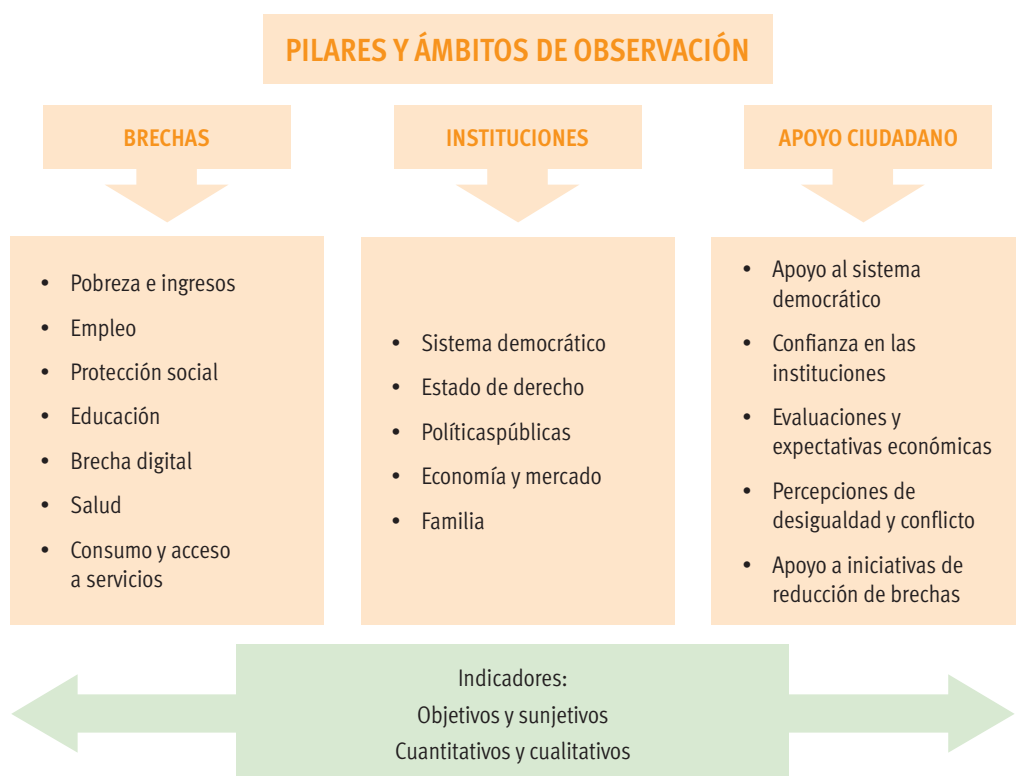 PILARES Y ÁMBITOS DE OBSERVACIÓN
BRECHAS
• Pobreza e ingresos
• Empleo
• Protección social
• Educación
• Brecha digital
• Salud
• Consumo y acceso
a servicios
INSTITUCIONES
• Sistema democrático
• Estado de derecho
• Políticaspúblicas
• Economía y mercado
• Familia
APOYO CIUDADANO
• Apoyo al sistema
democrático
• Confianza en las
instituciones
• Evaluaciones y
expectativas económicas
• Percepciones de
desigualdad y conflicto
• Apoyo a iniciativas de
reducción de brechas
Indicadores:
Objetivos y sunjetivos
Cuantitativos y cualitativos